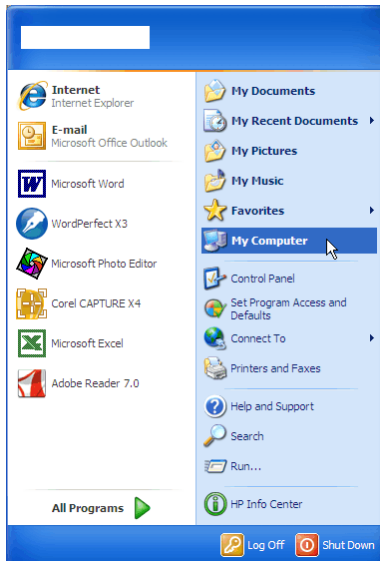 Internet
Internet Explorer
E-mail
Microsoft Office Outlook
Microsoft Word
WordPerfect X3
Microsoft Photo Editor
Corel CAPTURE X4
Microsoft Excel
Adobe Reader 7.0
All Programs
My Documents
My Recent Documents
My Pictures
My Music
Favorites
My Computer
Control Panel
Set Program Access and
Defaults
Connect To
Printers and Faxes
Help and Support
Search
Run...
HP Info Center
Log Off
Shut Down